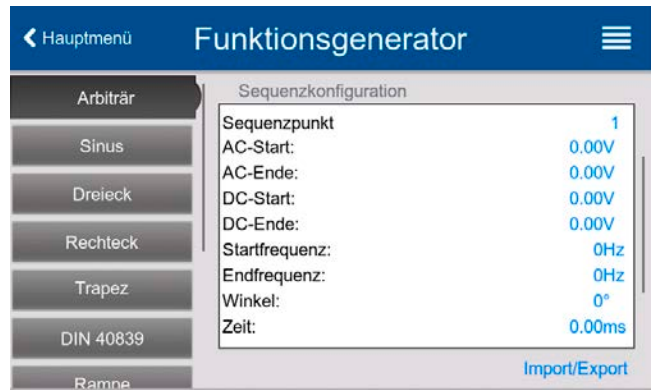 Hauptmenü
Funktionsgenerator
Arbiträr
Sinus
Dreieck
Rechteck
Trapez
DIN 40839
Rampe
Sequenzkonfiguration
Sequenzpunkt 1
AC-Start: 0.00V
AC-Ende: 0.00V
DC-Start: 0.00V
DC-Ende: 0.00V
Startfrequenz: 0Hz
Endfrequenz: 0Hz
Winkel: 0°
Zeit: 0.00ms
Import/Export